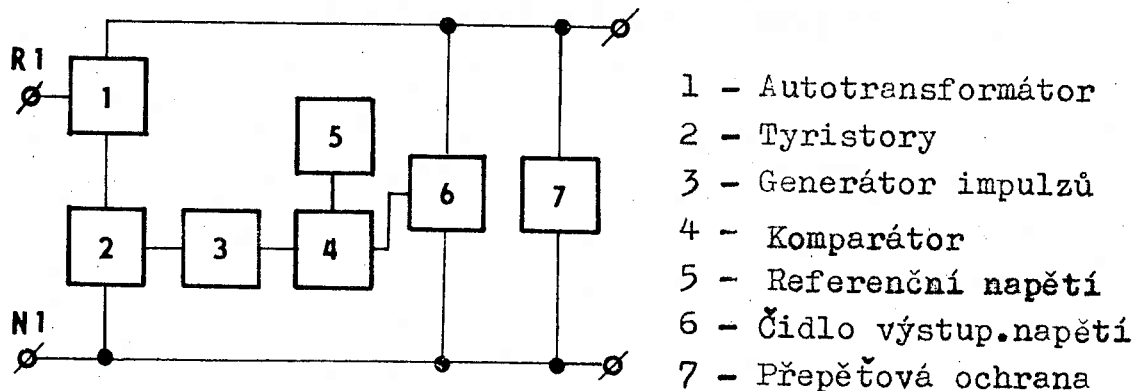 R1
1
5
6
7
2
3
4
N1
1 - Autotransformátor
2 - Tyristory
3 - Generátor impulzů
4 - Komparátor
5 - Referenční napětí
6 - Čidlo výstup.napětí
7 - Přepěťová ochrana